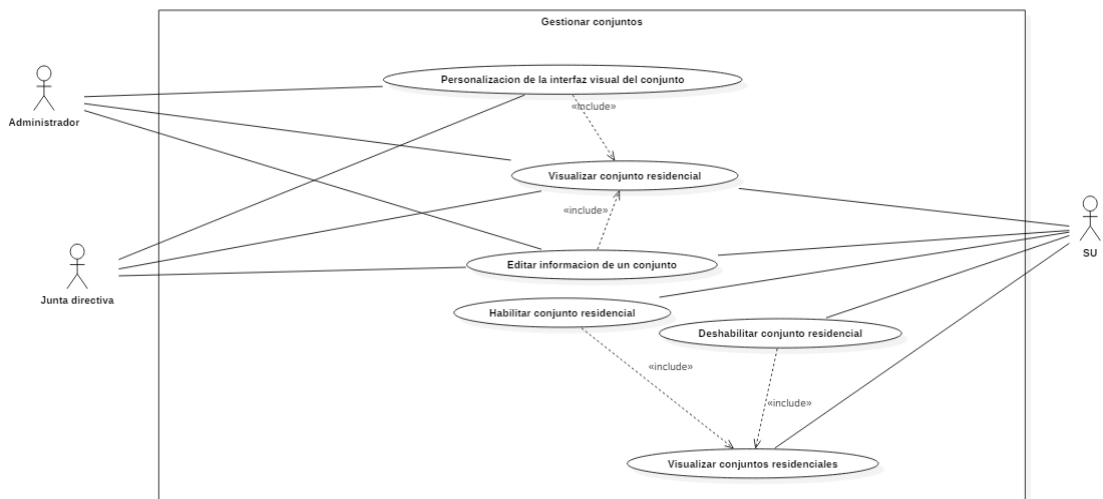 Gestionar conjuntos
Personalizacion de la interfaz visual del conjunto
«include»
Administrador
Visualizar conjunto residencial
«include»
SU
Editar informacion de un conjunto
Junta directiva
Habilitar conjunto residencial
Deshabilitar conjunto residencial
«include»
«include»
Visualizar conjuntos residenciales